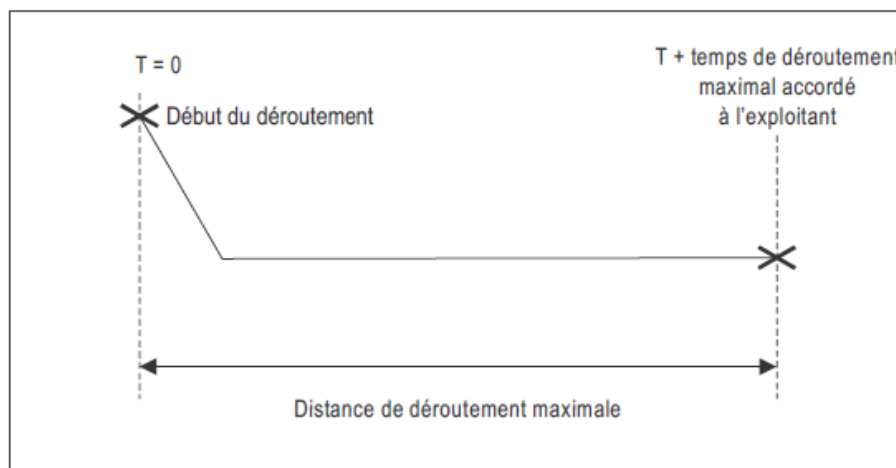 T = 0
T + temps de déroutement
maximal accordé
à l'exploitant
Début du déroutement
Distance de déroutement maximale